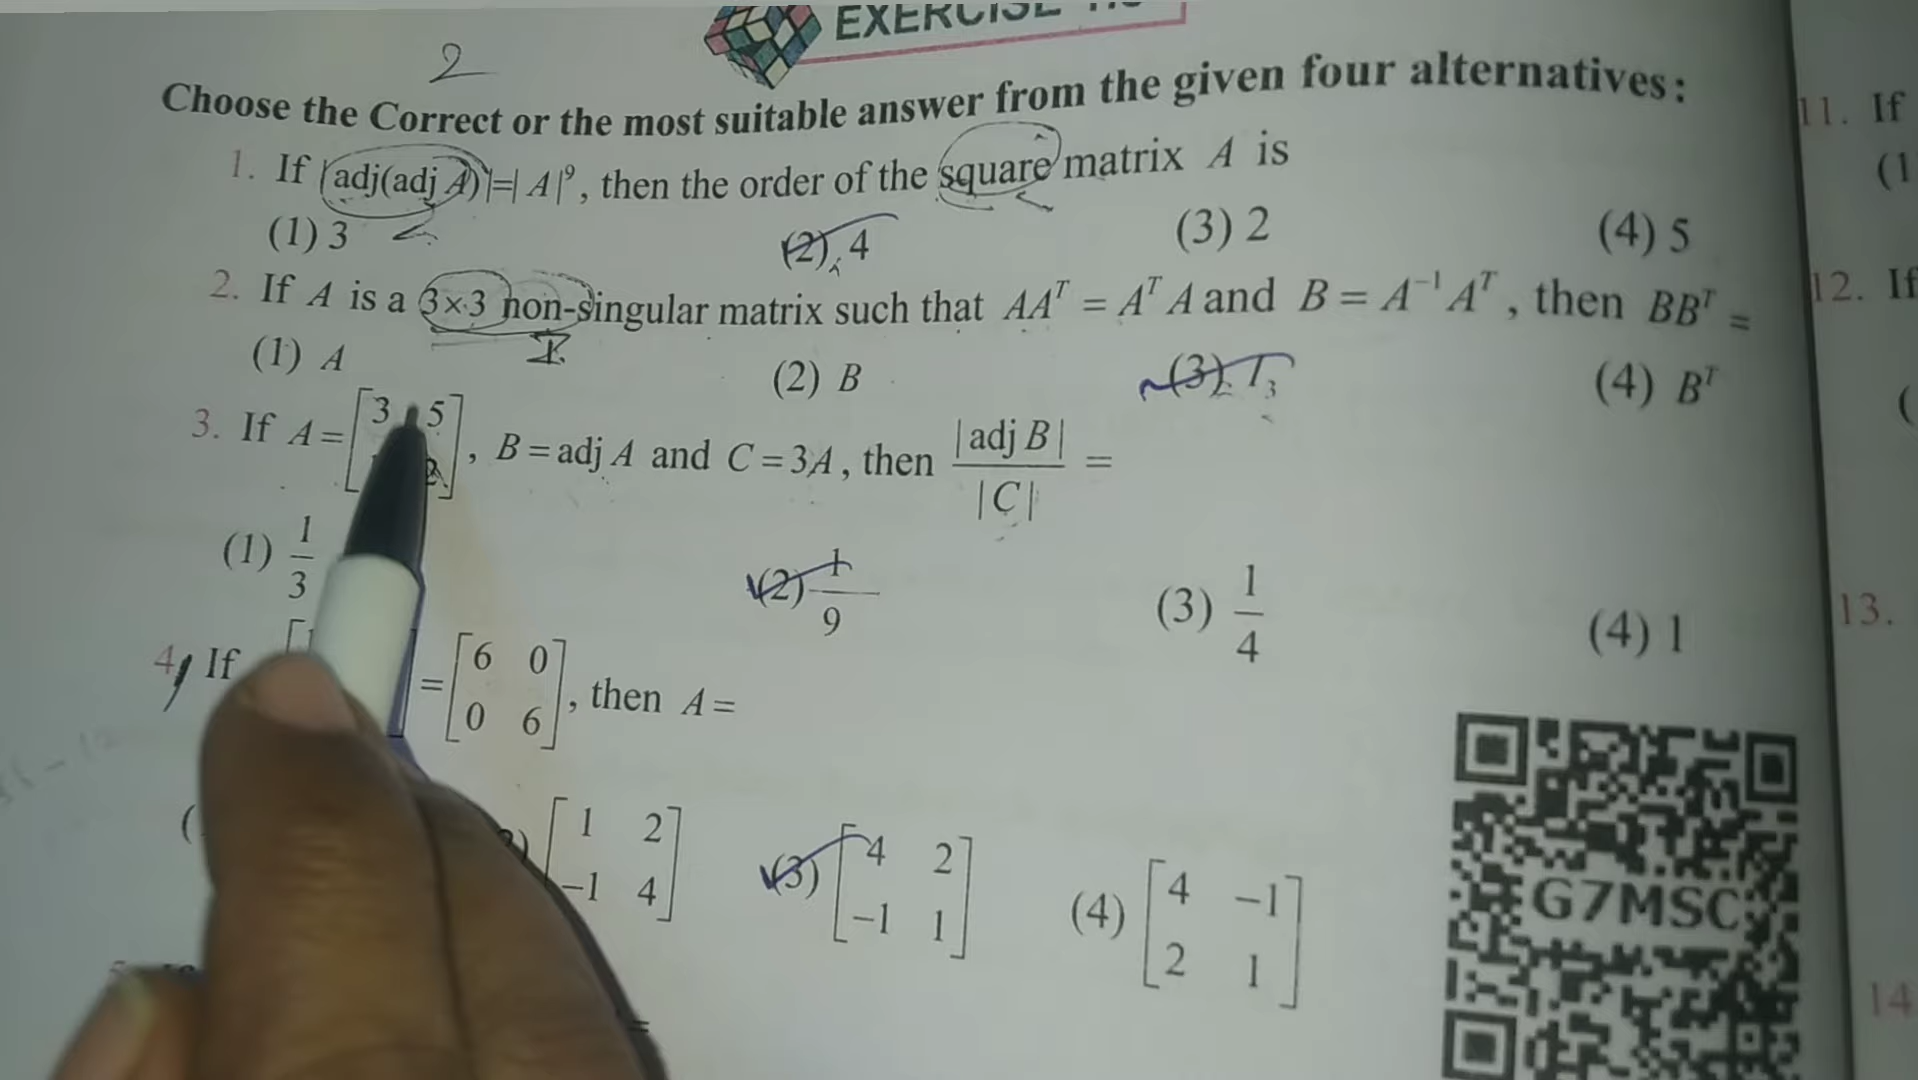 EXERCISE
2
Choose the Correct or the most suitable answer from the given four alternatives:
1. If |adj(adj A)|=|A|⁹, then the order of the square matrix A is
(1) 3 (2) 4 (3) 2 (4) 5
2. If A is a 3×3 non-singular matrix such that AAᵀ = AᵀA and B = A⁻¹Aᵀ, then BBᵀ =
I
(1) A (2) B (3) I₃ (4) Bᵀ
3. If A = [3 5 2], B = adj A and C = 3A, then |adj B| / |C| =
(1) 1/3 (2) 1/9 (3) 1/4 (4) 1
4. If = [6 0; 0 6], then A =
[1 2; −1 4] (3) [4 2; −1 1] (4) [4 −1; 2 1]
G7MSC
11. If
(1
12. If
(
13.
14